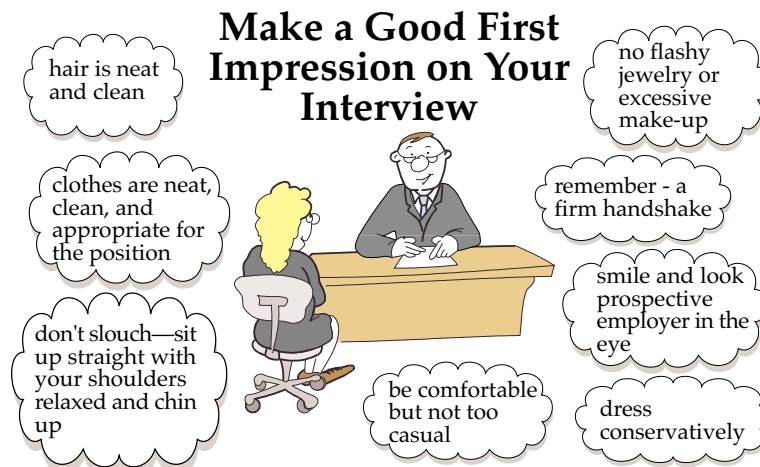 Make a Good First
Impression on Your
Interview
hair is neat
and clean
clothes are neat,
clean, and
appropriate for
the position
don't slouch—sit
up straight with
your shoulders
relaxed and chin
up
no flashy
jewelry or
excessive
make-up
remember - a
firm handshake
smile and look
prospective
employer in the
eye
be comfortable
but not too
casual
dress
conservatively